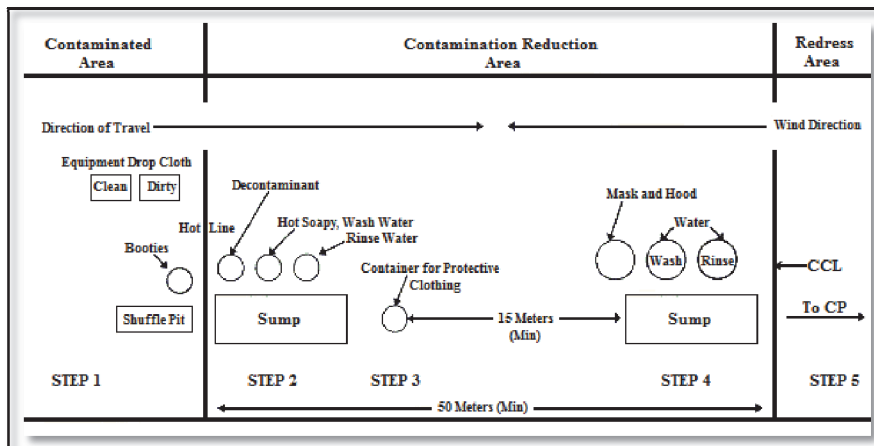 Contaminated
Area
Contamination Reduction
Area
Redress
Area
Direction of Travel
Wind Direction
Equipment Drop Cloth
Clean
Dirty
Decontaminant
Mask and Hood
Hot Line
Hot Soapy, Wash Water
Rinse Water
Water
Booties
Wash
Rinse
CCL
Container for Protective
Clothing
Shuffle Pit
Sump
15 Meters
(Min)
Sump
To CP
STEP 1
STEP 2
STEP 3
STEP 4
STEP 5
50 Meters (Min)